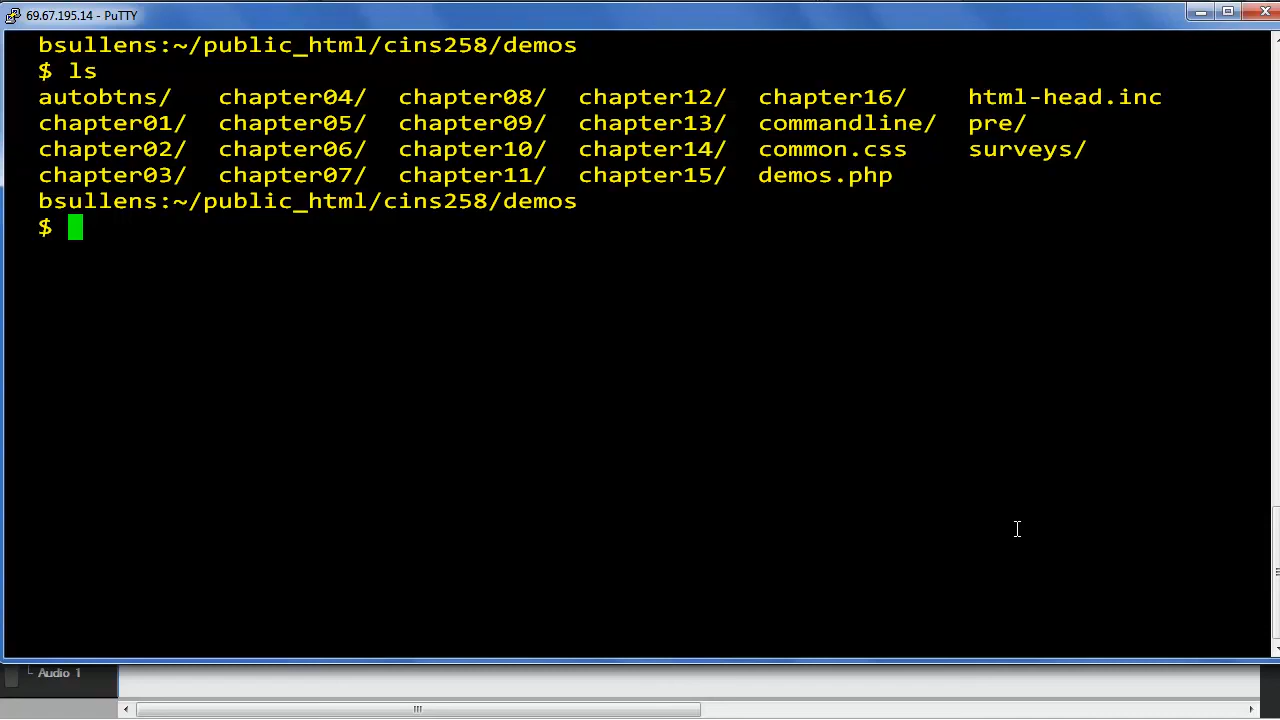 69.67.195.14 - PuTTY
bsullens:~/public_html/cins258/demos
$ ls
autobtns/ chapter04/ chapter08/ chapter12/ chapter16/ html-head.inc
chapter01/ chapter05/ chapter09/ chapter13/ commandline/ pre/
chapter02/ chapter06/ chapter10/ chapter14/ common.css surveys/
chapter03/ chapter07/ chapter11/ chapter15/ demos.php
bsullens:~/public_html/cins258/demos
$
Audio 1